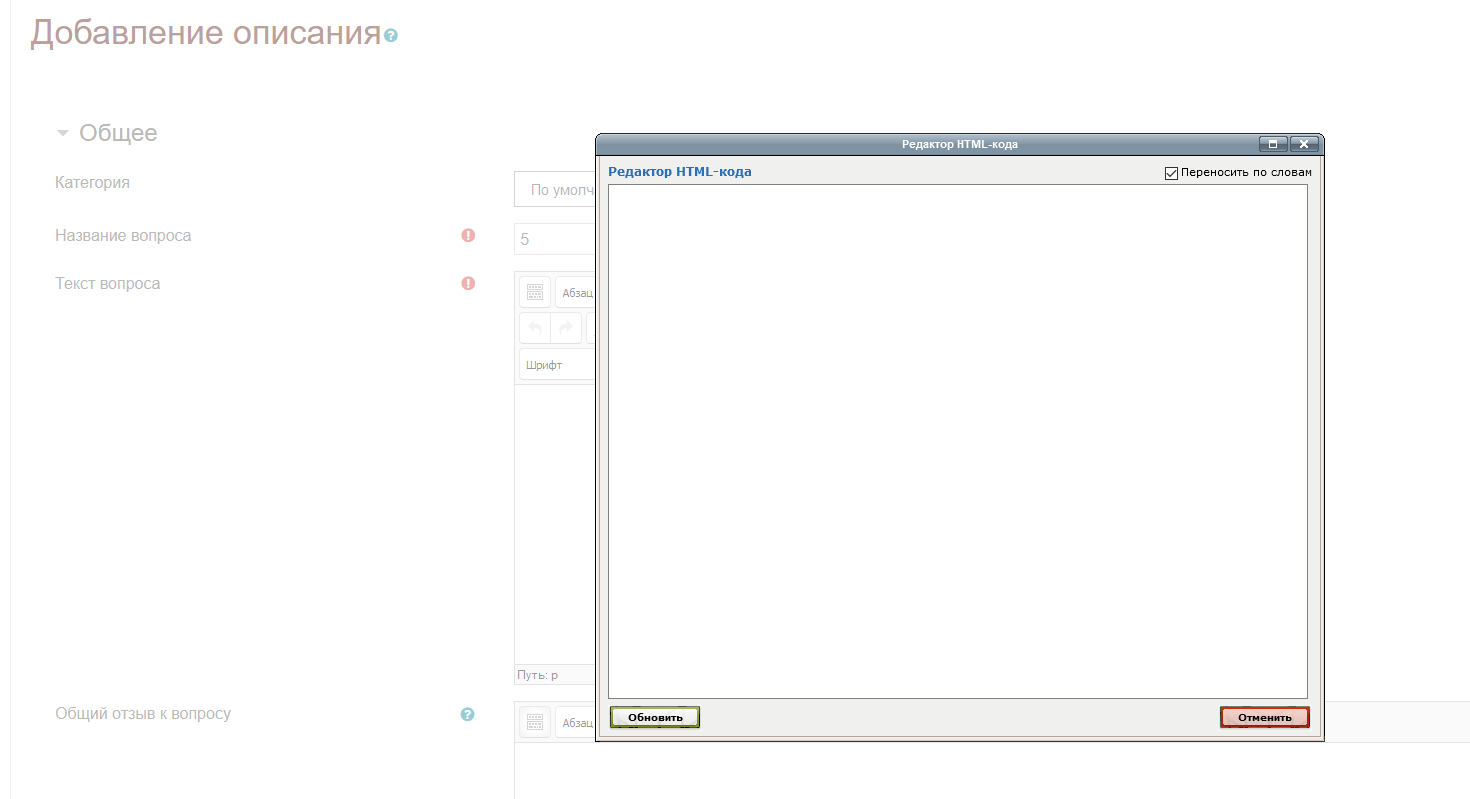 Добавление описания
Общее
Категория
По умолч
Название вопроса
5
Текст вопроса
Абзац
Шрифт
Путь: p
Общий отзыв к вопросу
Абзац
Редактор HTML-кода
Редактор HTML-кода
Переносить по словам
Обновить
Отменить